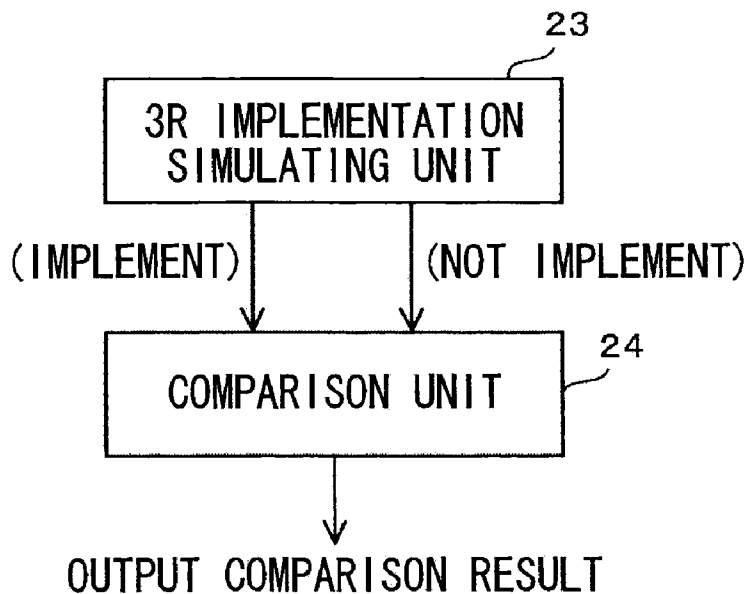 23
3R IMPLEMENTATION
SIMULATING UNIT
(IMPLEMENT) (NOT IMPLEMENT)
24
COMPARISON UNIT
OUTPUT COMPARISON RESULT